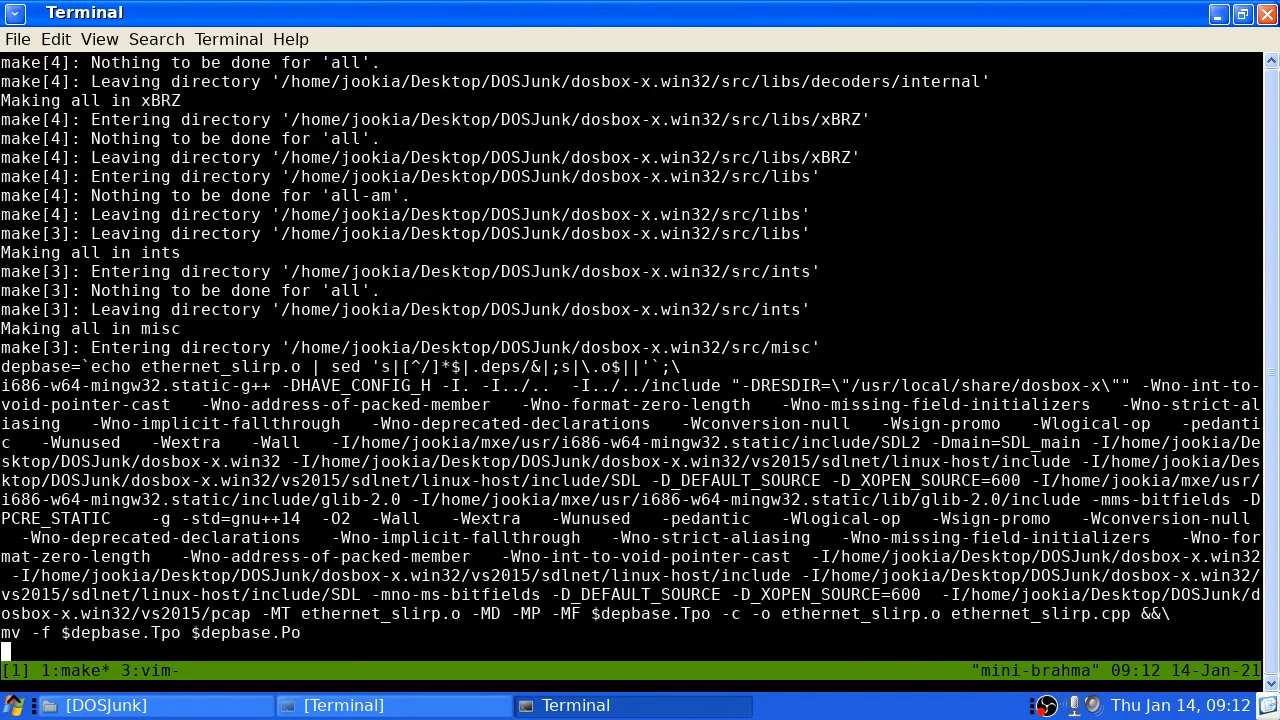 Terminal
File Edit View Search Terminal Help
make[4]: Nothing to be done for 'all'.
make[4]: Leaving directory '/home/jookia/Desktop/DOSJunk/dosbox-x.win32/src/libs/decoders/internal'
Making all in xBRZ
make[4]: Entering directory '/home/jookia/Desktop/DOSJunk/dosbox-x.win32/src/libs/xBRZ'
make[4]: Nothing to be done for 'all'.
make[4]: Leaving directory '/home/jookia/Desktop/DOSJunk/dosbox-x.win32/src/libs/xBRZ'
make[4]: Entering directory '/home/jookia/Desktop/DOSJunk/dosbox-x.win32/src/libs'
make[4]: Nothing to be done for 'all-am'.
make[4]: Leaving directory '/home/jookia/Desktop/DOSJunk/dosbox-x.win32/src/libs'
make[3]: Leaving directory '/home/jookia/Desktop/DOSJunk/dosbox-x.win32/src/libs'
Making all in ints
make[3]: Entering directory '/home/jookia/Desktop/DOSJunk/dosbox-x.win32/src/ints'
make[3]: Nothing to be done for 'all'.
make[3]: Leaving directory '/home/jookia/Desktop/DOSJunk/dosbox-x.win32/src/ints'
Making all in misc
make[3]: Entering directory '/home/jookia/Desktop/DOSJunk/dosbox-x.win32/src/misc'
depbase=`echo ethernet_slirp.o | sed 's|[^/]*$|.deps/&|;s|\.o$||'`;\
i686-w64-mingw32.static-g++ -DHAVE_CONFIG_H -I. -I../.. -I../../include "-DRESDIR=\"/usr/local/share/dosbox-x\"" -Wno-int-to-
void-pointer-cast   -Wno-address-of-packed-member   -Wno-format-zero-length   -Wno-missing-field-initializers   -Wno-strict-al
iasing   -Wno-implicit-fallthrough   -Wno-deprecated-declarations   -Wconversion-null   -Wsign-promo   -Wlogical-op   -pedanti
c   -Wunused   -Wextra   -Wall   -I/home/jookia/mxe/usr/i686-w64-mingw32.static/include/SDL2 -Dmain=SDL_main -I/home/jookia/De
sktop/DOSJunk/dosbox-x.win32 -I/home/jookia/Desktop/DOSJunk/dosbox-x.win32/vs2015/sdlnet/linux-host/include -I/home/jookia/Des
ktop/DOSJunk/dosbox-x.win32/vs2015/sdlnet/linux-host/include/SDL -D_DEFAULT_SOURCE -D_XOPEN_SOURCE=600 -I/home/jookia/mxe/usr/
i686-w64-mingw32.static/include/glib-2.0 -I/home/jookia/mxe/usr/i686-w64-mingw32.static/lib/glib-2.0/include -mms-bitfields -D
PCRE_STATIC    -g -std=gnu++14  -O2  -Wall   -Wextra   -Wunused   -pedantic   -Wlogical-op   -Wsign-promo   -Wconversion-null
  -Wno-deprecated-declarations   -Wno-implicit-fallthrough   -Wno-strict-aliasing   -Wno-missing-field-initializers   -Wno-for
mat-zero-length   -Wno-address-of-packed-member   -Wno-int-to-void-pointer-cast  -I/home/jookia/Desktop/DOSJunk/dosbox-x.win32
 -I/home/jookia/Desktop/DOSJunk/dosbox-x.win32/vs2015/sdlnet/linux-host/include -I/home/jookia/Desktop/DOSJunk/dosbox-x.win32/
vs2015/sdlnet/linux-host/include/SDL -mno-ms-bitfields -D_DEFAULT_SOURCE -D_XOPEN_SOURCE=600  -I/home/jookia/Desktop/DOSJunk/d
osbox-x.win32/vs2015/pcap -MT ethernet_slirp.o -MD -MP -MF $depbase.Tpo -c -o ethernet_slirp.o ethernet_slirp.cpp &&\
mv -f $depbase.Tpo $depbase.Po
[1] 1:make* 3:vim- "mini-brahma" 09:12 14-Jan-21
[DOSJunk] [Terminal] Terminal Thu Jan 14, 09:12